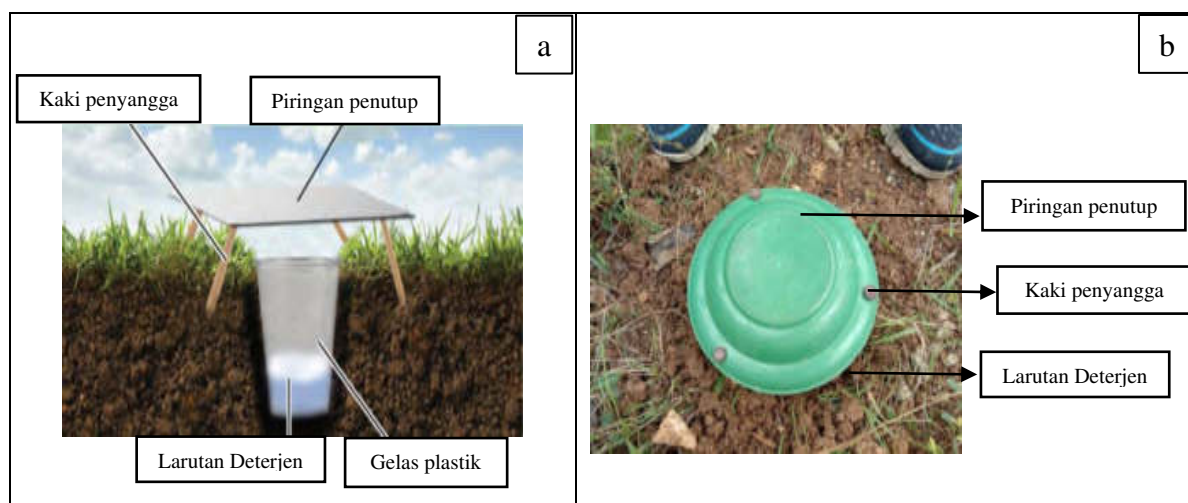 a
Kaki penyangga
Piringan penutup
Larutan Deterjen
Gelas plastik
b
Piringan penutup
Kaki penyangga
Larutan Deterjen